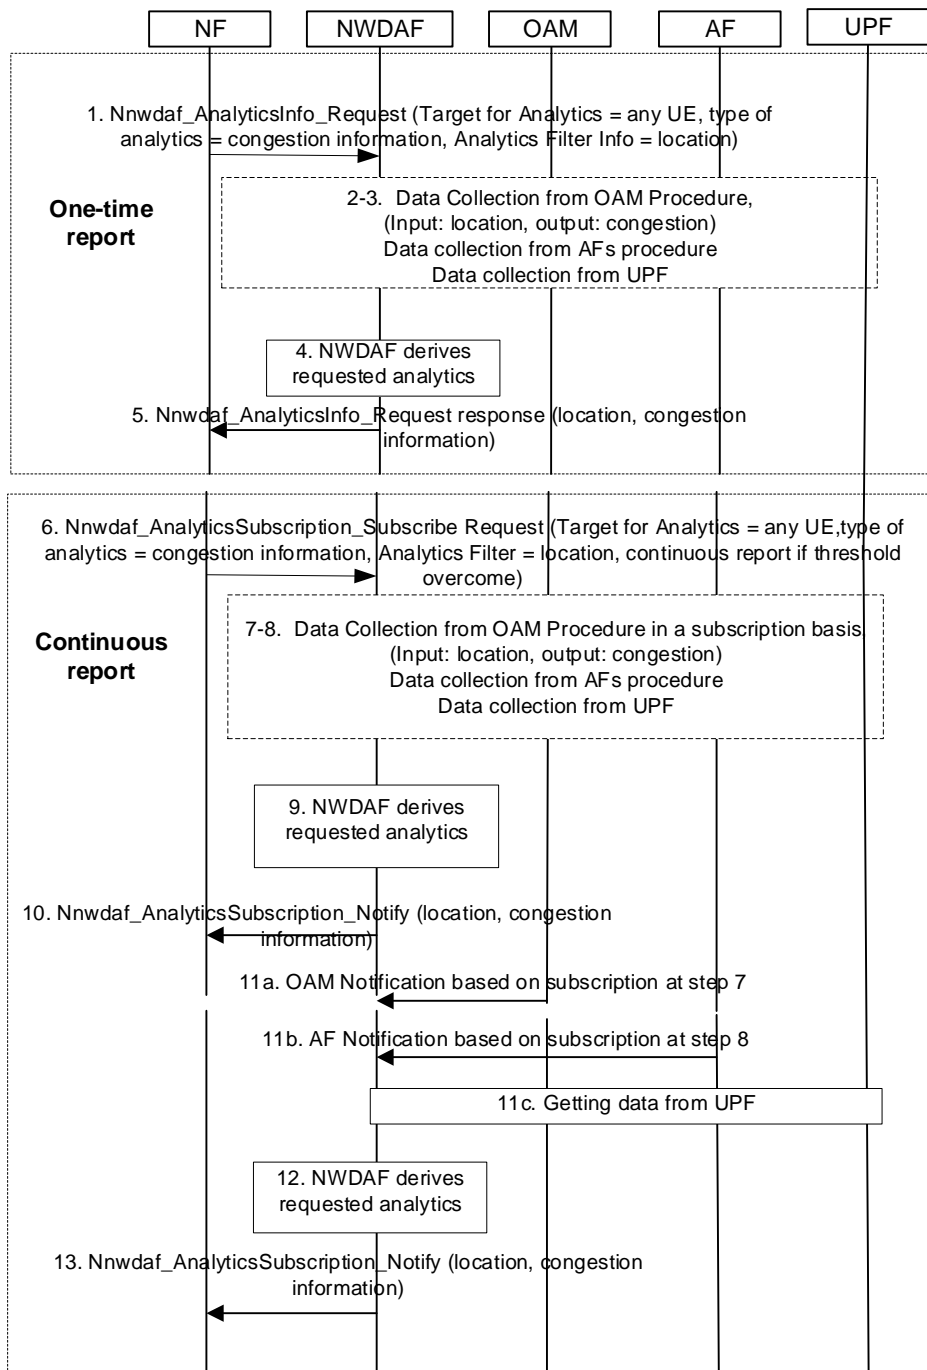 NF NWDAF OAM AF UPF
1. Nnwdaf_AnalyticsInfo_Request (Target for Analytics = any UE, type of
analytics = congestion information, Analytics Filter Info = location)
One-time
report
2-3. Data Collection from OAM Procedure,
(Input: location, output: congestion)
Data collection from AFs procedure
Data collection from UPF
4. NWDAF derives
requested analytics
5. Nnwdaf_AnalyticsInfo_Request response (location, congestion
information)
6. Nnwdaf_AnalyticsSubscription_Subscribe Request (Target for Analytics = any UE,type of
analytics = congestion information, Analytics Filter = location, continuous report if threshold
overcome)
Continuous
report
7-8. Data Collection from OAM Procedure in a subscription basis,
(Input: location, output: congestion)
Data collection from AFs procedure
Data collection from UPF
9. NWDAF derives
requested analytics
10. Nnwdaf_AnalyticsSubscription_Notify (location, congestion
information)
11a. OAM Notification based on subscription at step 7
11b. AF Notification based on subscription at step 8
11c. Getting data from UPF
12. NWDAF derives
requested analytics
13. Nnwdaf_AnalyticsSubscription_Notify (location, congestion
information)